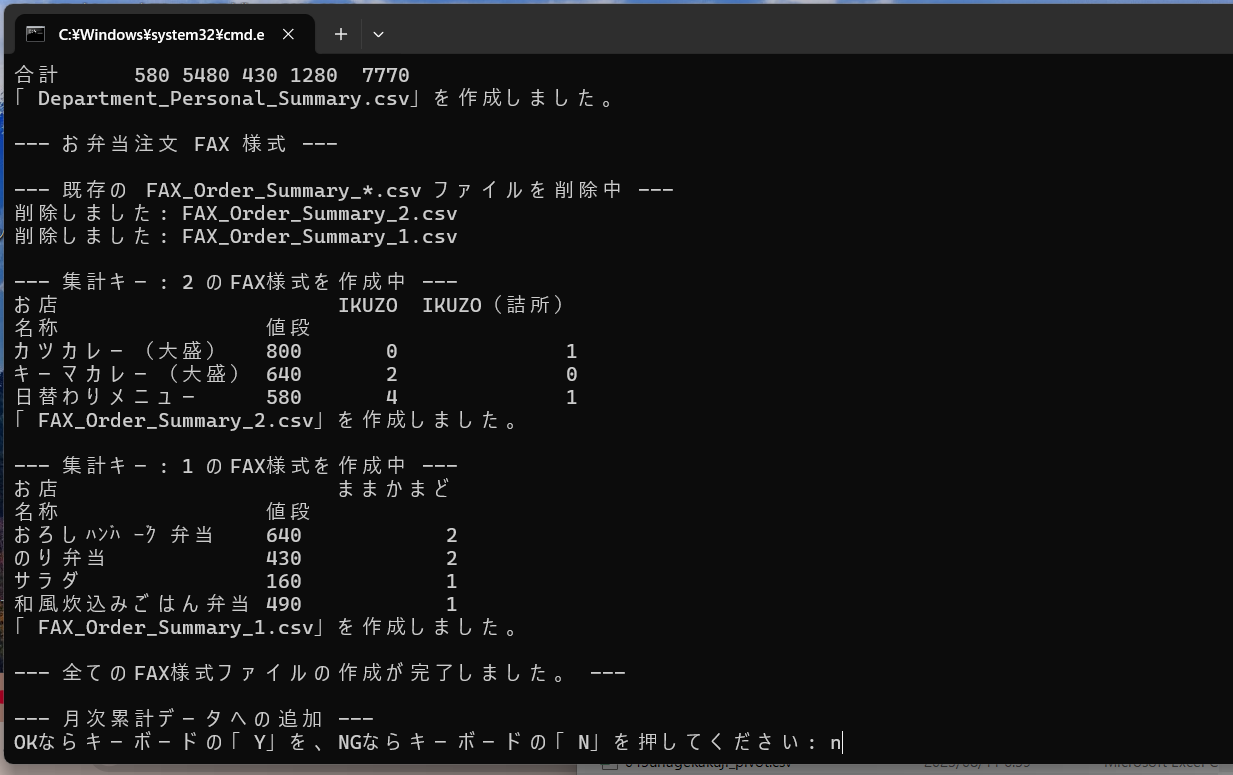 C:¥Windows¥system32¥cmd.e
合計 580 5480 430 1280 7770
「Department_Personal_Summary.csv」を作成しました。
--- お弁当注文 FAX 様式 ---
--- 既存の FAX_Order_Summary_*.csv ファイルを削除中 ---
削除しました: FAX_Order_Summary_2.csv
削除しました: FAX_Order_Summary_1.csv
--- 集計キー: 2 のFAX様式を作成中 ---
お店 IKUZO IKUZO（詰所）
名称 値段
カツカレー（大盛） 800 0 1
キーマカレー（大盛） 640 2 0
日替わりメニュー 580 4 1
「FAX_Order_Summary_2.csv」を作成しました。
--- 集計キー: 1 のFAX様式を作成中 ---
お店 ままかまど
名称 値段
おろしﾊﾝﾊﾞｰｸﾞ弁当 640 2
のり弁当 430 2
サラダ 160 1
和風炊込みごはん弁当 490 1
「FAX_Order_Summary_1.csv」を作成しました。
--- 全てのFAX様式ファイルの作成が完了しました。 ---
--- 月次累計データへの追加 ---
OKならキーボードの「Y」を、NGならキーボードの「N」を押してください: n